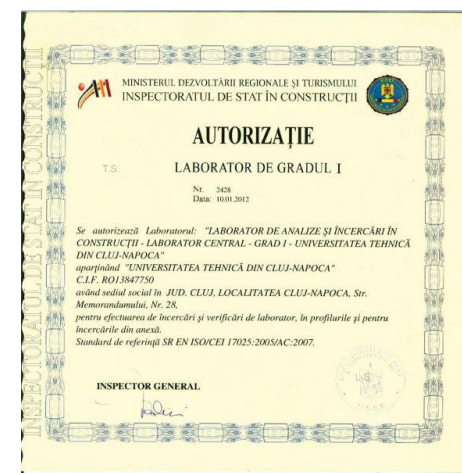 MINISTERUL DEZVOLTĂRII REGIONALE ȘI TURISMULUI
INSPECTORATUL DE STAT ÎN CONSTRUCȚII
AUTORIZAȚIE
T.S LABORATOR DE GRADUL I
Nr. 2428
Data: 10.01.2012
Se autorizează Laboratorul: "LABORATOR DE ANALIZE ȘI ÎNCERCĂRI ÎN
CONSTRUCȚII - LABORATOR CENTRAL - GRAD I - UNIVERSITATEA TEHNICĂ
DIN CLUJ-NAPOCA"
aparținând "UNIVERSITATEA TEHNICĂ DIN CLUJ-NAPOCA"
C.I.F. RO13847750
având sediul social în JUD. CLUJ, LOCALITATEA CLUJ-NAPOCA, Str.
Memorandumului, Nr. 28,
pentru efectuarea de încercări și verificări de laborator, în profilurile și pentru
încercările din anexă.
Standard de referință SR EN ISO/CEI 17025:2005/AC:2007.
INSPECTOR GENERAL
INSPECTORATUL DE STAT IN CONSTRUCTII